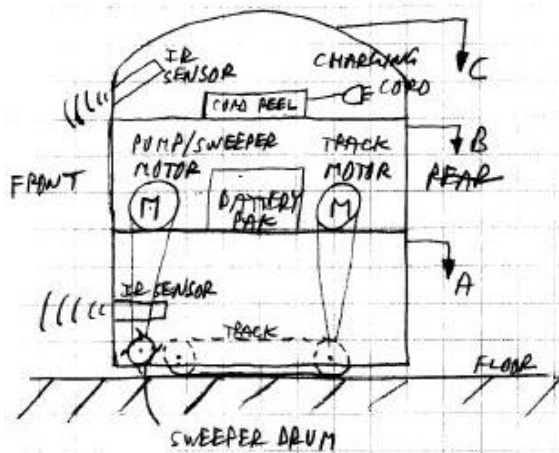 IR
SENSOR
CHARGING
CORD
C
CORD REEL
B
PUMP/SWEEPER
MOTOR
TRACK
MOTOR
FRONT
REAR
M
BATTERY
PAK
M
A
IR SENSOR
TRACK
FLOOR
SWEEPER DRUM